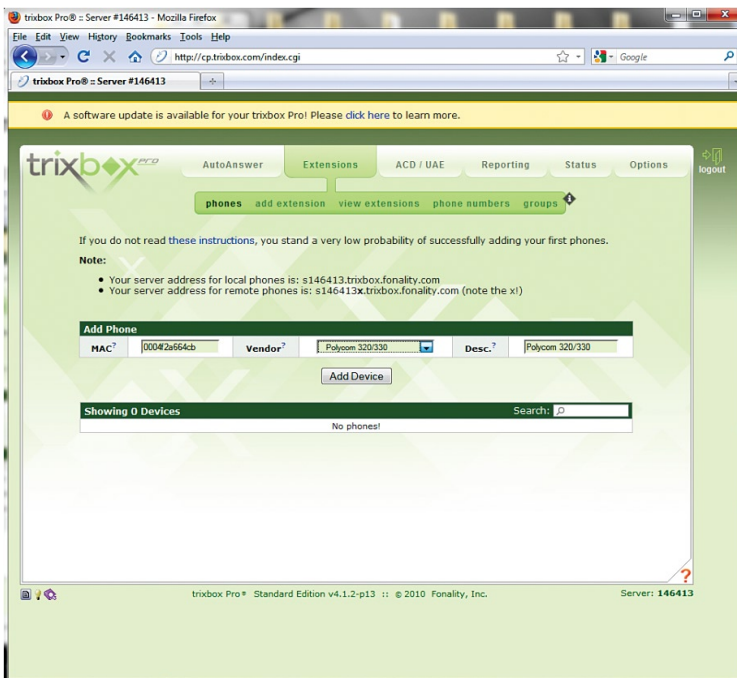 trixbox Pro® :: Server #146413 - Mozilla Firefox
File Edit View History Bookmarks Tools Help
http://cp.trixbox.com/index.cgi
Google
trixbox Pro® :: Server #146413
A software update is available for your trixbox Pro! Please click here to learn more.
trixbox PRO
AutoAnswer Extensions ACD / UAE Reporting Status Options
logout
phones add extension view extensions phone numbers groups
If you do not read these instructions, you stand a very low probability of successfully adding your first phones.
Note:
• Your server address for local phones is: s146413.trixbox.fonality.com
• Your server address for remote phones is: s146413x.trixbox.fonality.com (note the x!)
Add Phone
MAC? 0004f2a664cb Vendor? Polycom 320/330 Desc.? Polycom 320/330
Add Device
Showing 0 Devices Search:
No phones!
?
trixbox Pro® Standard Edition v4.1.2-p13 :: © 2010 Fonality, Inc. Server: 146413